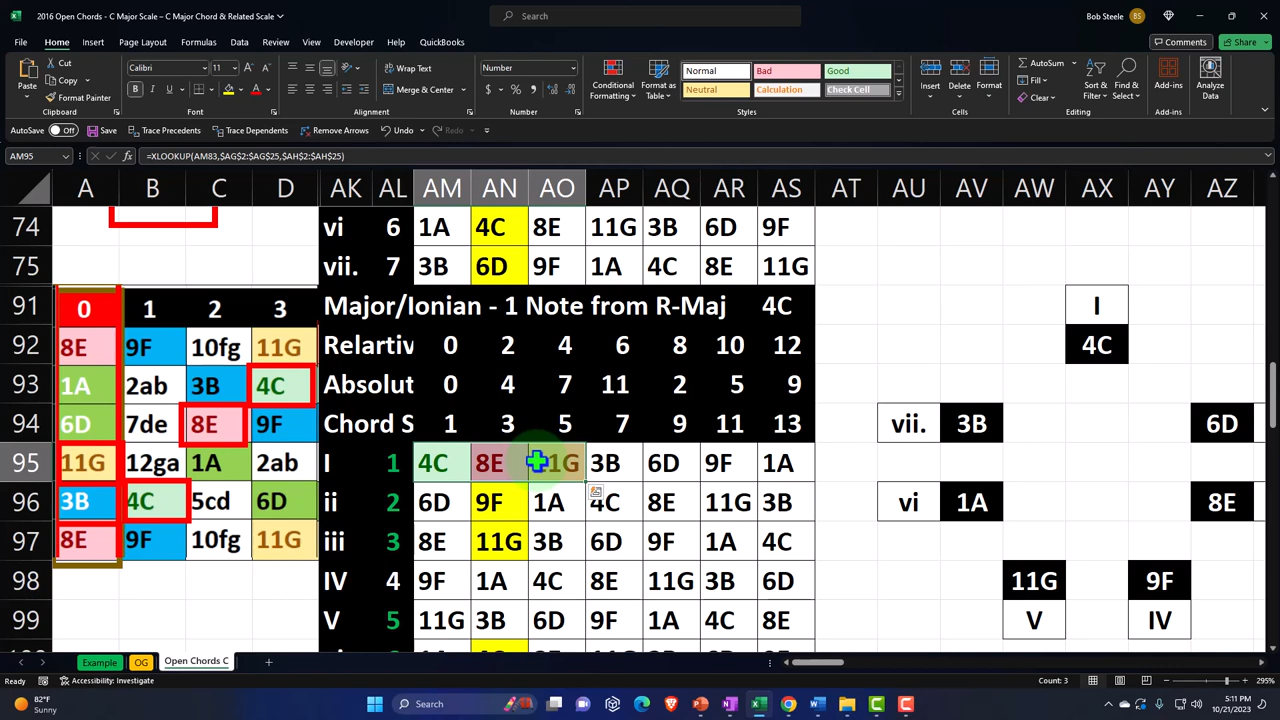 2016 Open Chords - C Major Scale – C Major Chord & Related Scale
Search
Bob Steele BS
File Home Insert Page Layout Formulas Data Review View Developer Help QuickBooks Comments Share
Paste Cut Copy Format Painter Clipboard
Calibri 11 B I U Font
Wrap Text Merge & Center Alignment
Number $ % Number
Conditional Formatting Format as Table
Normal Bad Good
Neutral Calculation Check Cell
Styles
Insert Delete Format Cells
AutoSum Fill Clear Sort & Filter Find & Select Editing
Add-ins Add-ins
Analyze Data
AutoSave Off Save Trace Precedents Trace Dependents Remove Arrows Undo Redo
AM95 fx =XLOOKUP(AM83,$AG$2:$AG$25,$AH$2:$AH$25)
A B C D AK AL AM AN AO AP AQ AR AS AT AU AV AW AX AY AZ
74 vi 6 1A 4C 8E 11G 3B 6D 9F
75 vii. 7 3B 6D 9F 1A 4C 8E 11G
91 0 1 2 3 Major/Ionian - 1 Note from R-Maj 4C I
92 8E 9F 10fg 11G Relartiv 0 2 4 6 8 10 12 4C
93 1A 2ab 3B 4C Absolut 0 4 7 11 2 5 9
94 6D 7de 8E 9F Chord S 1 3 5 7 9 11 13 vii. 3B 6D
95 11G 12ga 1A 2ab I 1 4C 8E 11G 3B 6D 9F 1A
96 3B 4C 5cd 6D ii 2 6D 9F 1A 4C 8E 11G 3B vi 1A 8E
97 8E 9F 10fg 11G iii 3 8E 11G 3B 6D 9F 1A 4C
98 IV 4 9F 1A 4C 8E 11G 3B 6D 11G 9F
99 V 5 11G 3B 6D 9F 1A 4C 8E V IV
Example OG Open Chords C
Ready Accessibility: Investigate Count: 3 295%
82°F
Sunny
Search
5:11 PM
10/21/2023